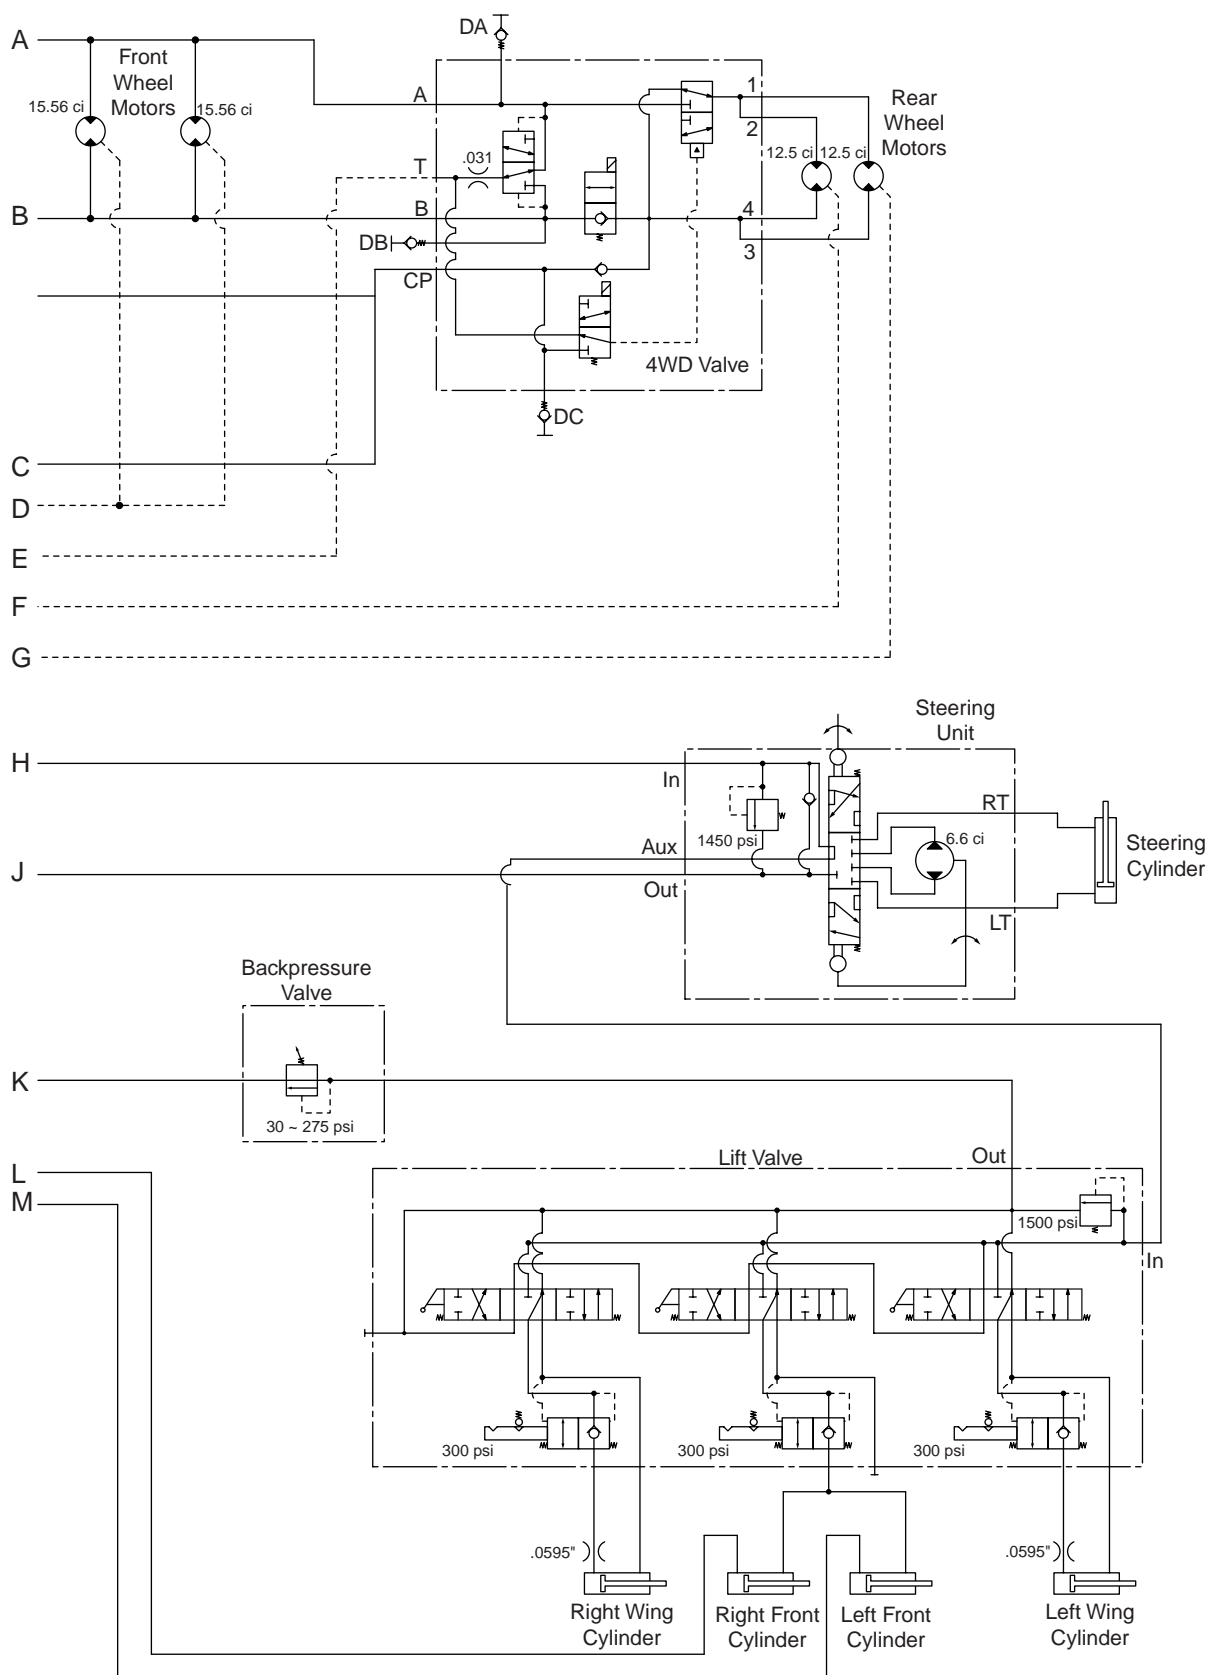 DA
A
Front
Wheel
Motors
15.56 ci
15.56 ci
A
1
2
Rear
Wheel
Motors
.031
T
12.5 ci
12.5 ci
B
B
4
3
DB
CP
4WD Valve
DC
C
D
E
F
G
Steering
Unit
H
In
RT
1450 psi
6.6 ci
Aux
Steering
Cylinder
J
Out
LT
Backpressure
Valve
K
30 ~ 275 psi
L
M
Lift Valve
Out
1500 psi
In
300 psi
300 psi
300 psi
.0595"
.0595"
Right Wing
Cylinder
Right Front
Cylinder
Left Front
Cylinder
Left Wing
Cylinder